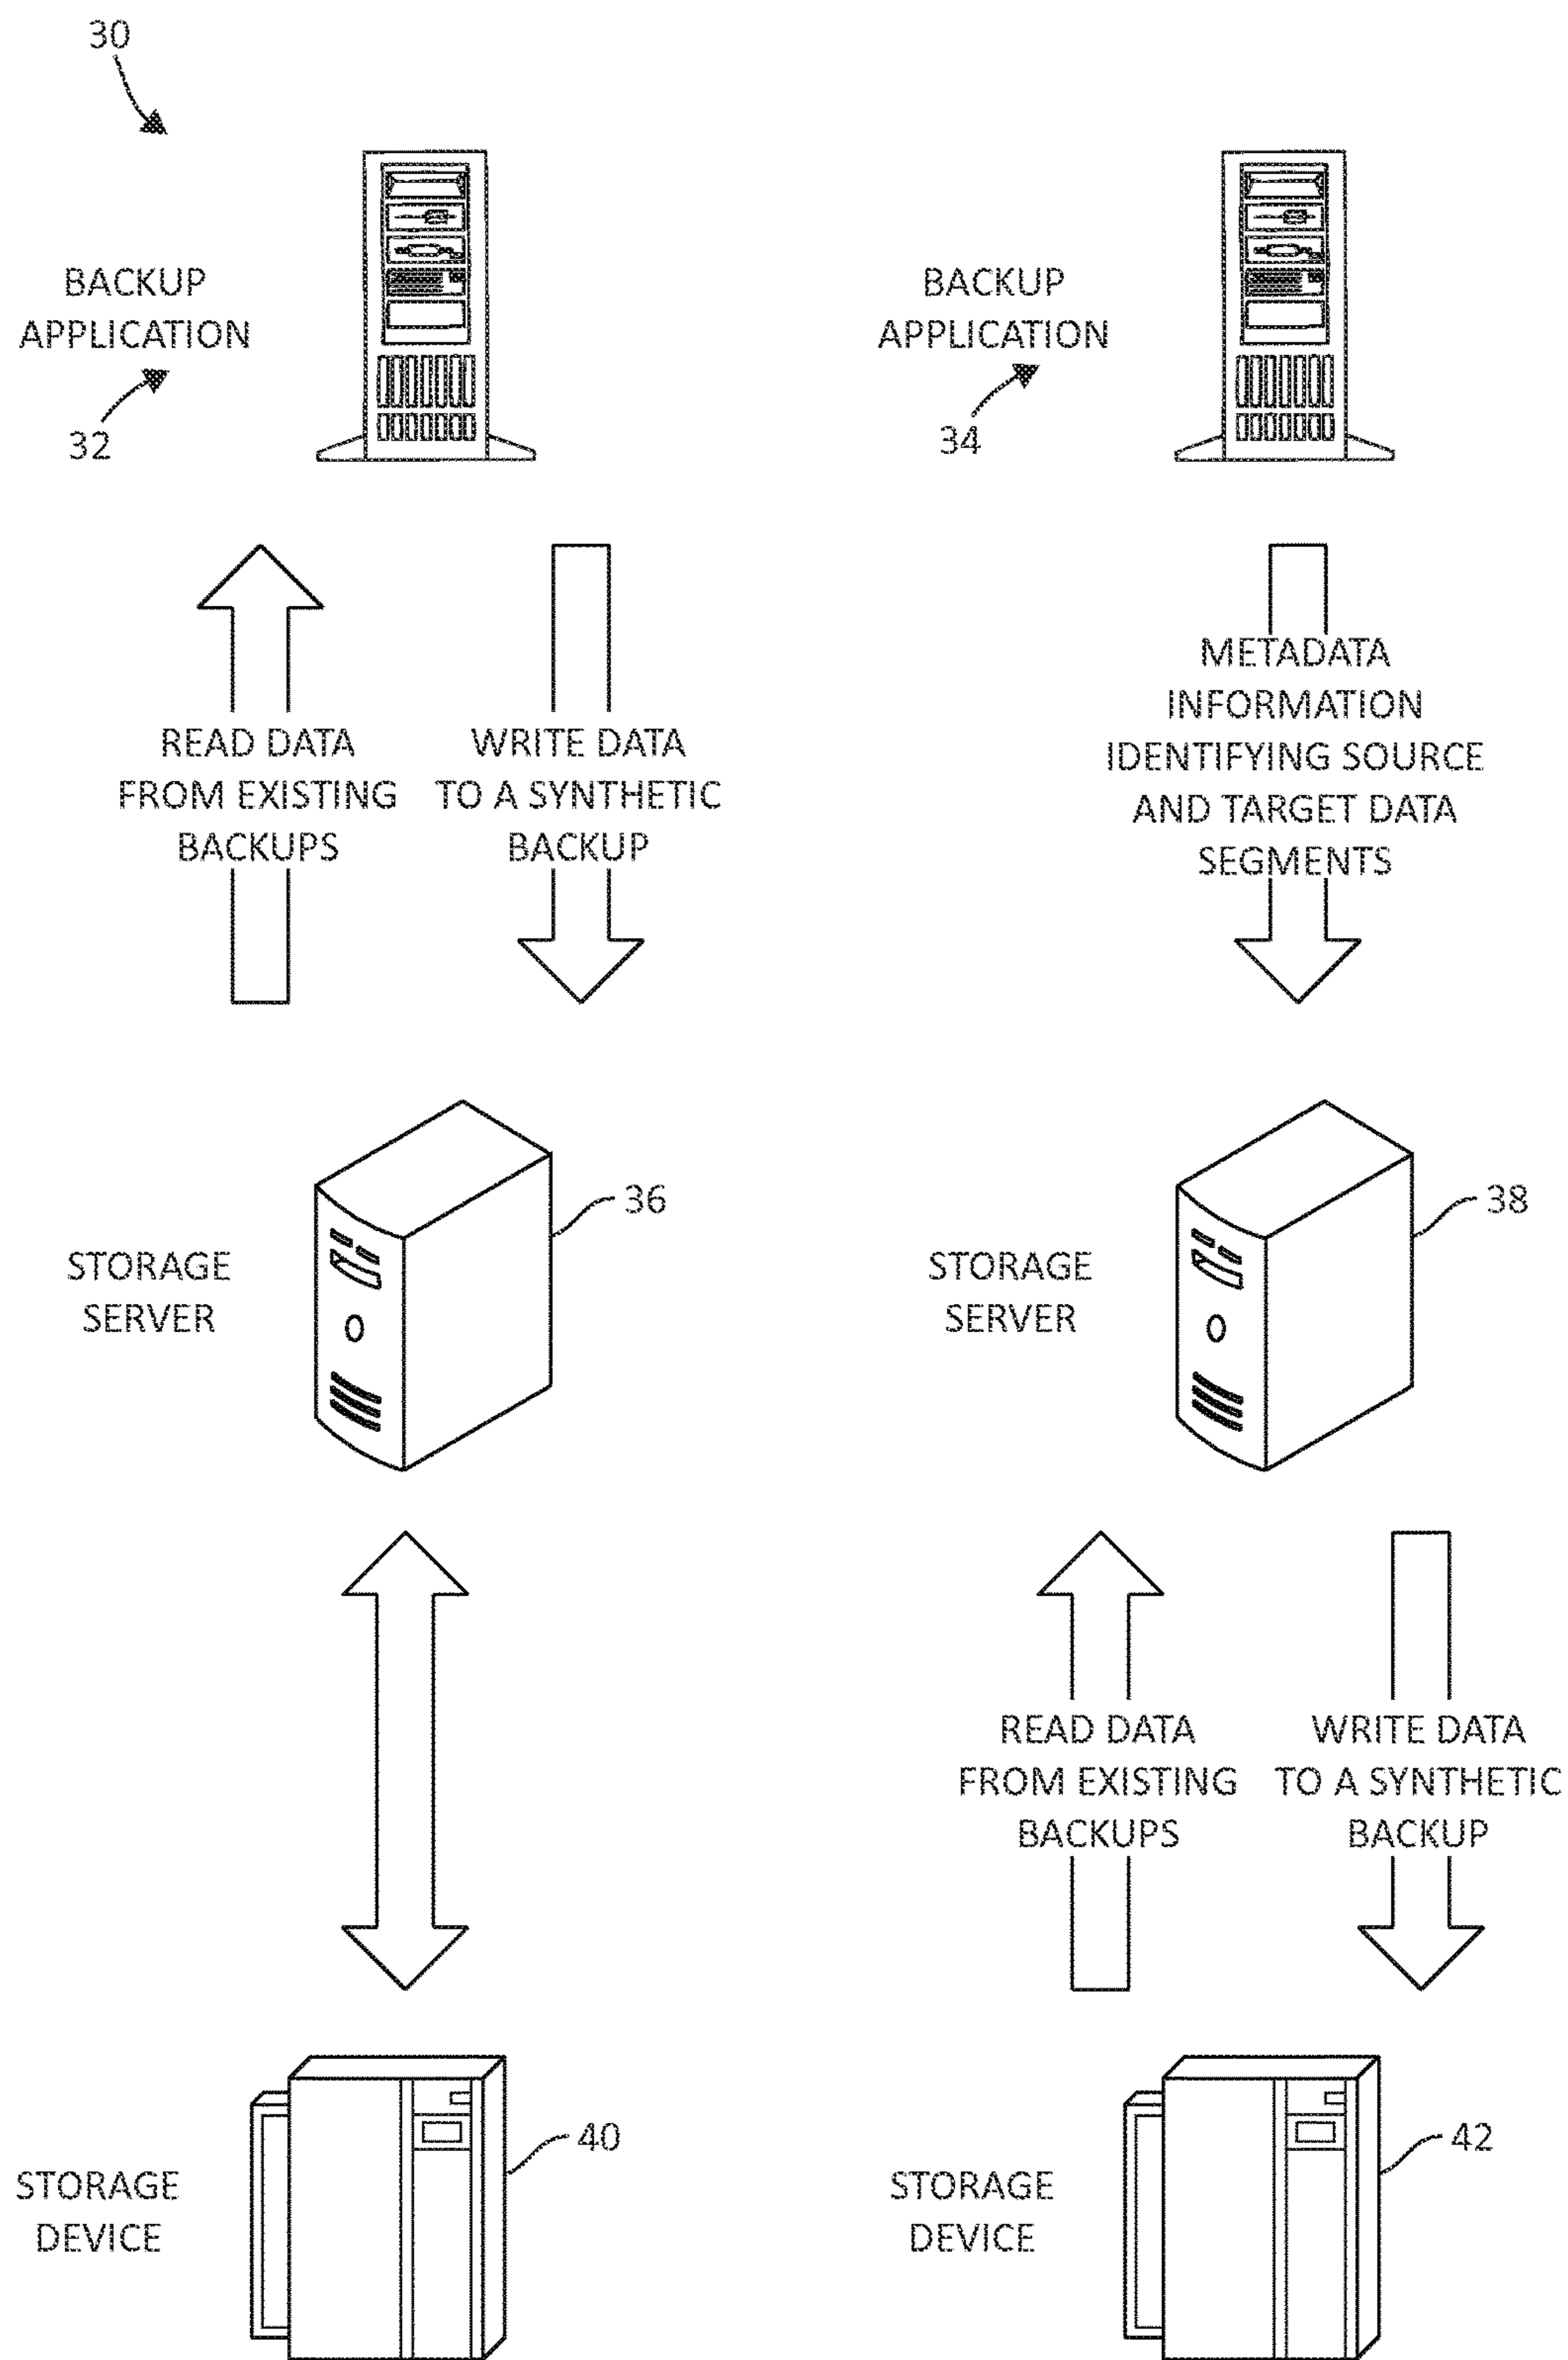 30
BACKUP
APPLICATION
32
BACKUP
APPLICATION
34
READ DATA
FROM EXISTING
BACKUPS
WRITE DATA
TO A SYNTHETIC
BACKUP
METADATA
INFORMATION
IDENTIFYING SOURCE
AND TARGET DATA
SEGMENTS
STORAGE
SERVER
36
STORAGE
SERVER
38
READ DATA
FROM EXISTING
BACKUPS
WRITE DATA
TO A SYNTHETIC
BACKUP
STORAGE
DEVICE
40
STORAGE
DEVICE
42